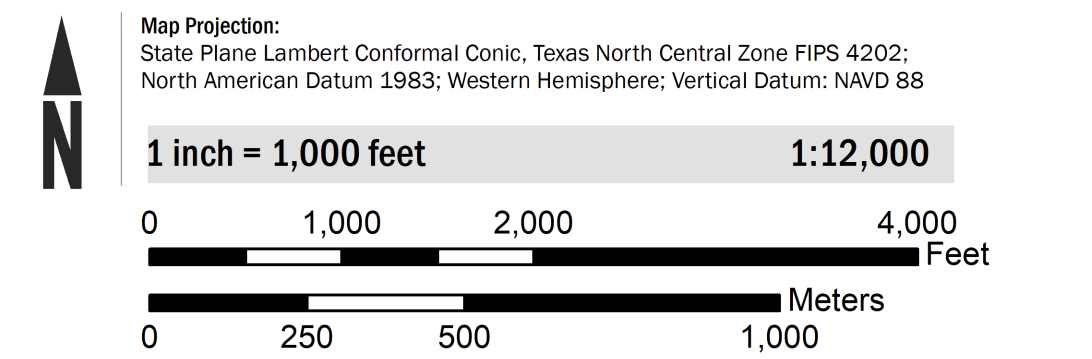 N
Map Projection:
State Plane Lambert Conformal Conic, Texas North Central Zone FIPS 4202;
North American Datum 1983; Western Hemisphere; Vertical Datum: NAVD 88
1 inch = 1,000 feet 1:12,000
0 1,000 2,000 4,000
Feet
Meters
0 250 500 1,000